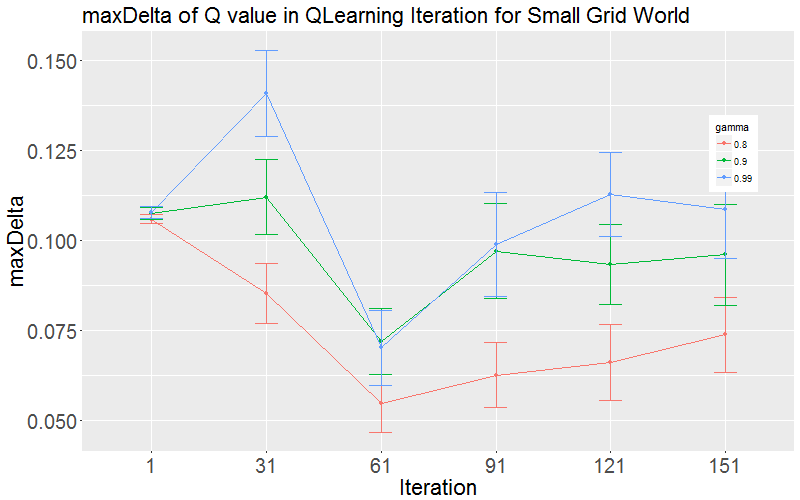 maxDelta of Q value in QLearning Iteration for Small Grid World
maxDelta
0.150
0.125
0.100
0.075
0.050
gamma
0.8
0.9
0.99
1 31 61 91 121 151
Iteration